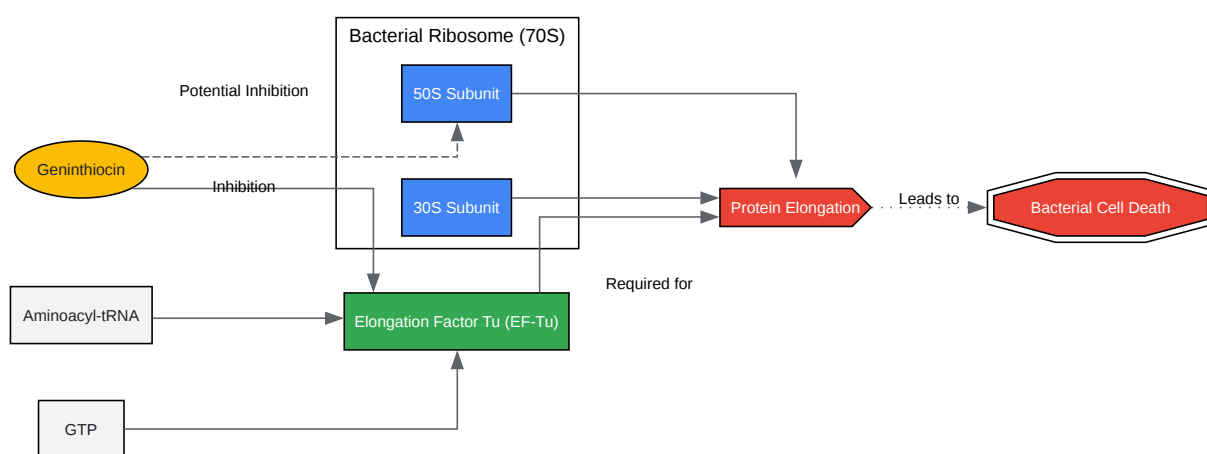 Bacterial Ribosome (70S)
Potential Inhibition
50S Subunit
Geninthiocin
Inhibition
30S Subunit
Protein Elongation
Leads to
Bacterial Cell Death
Required for
Aminoacyl-tRNA
Elongation Factor Tu (EF-Tu)
GTP